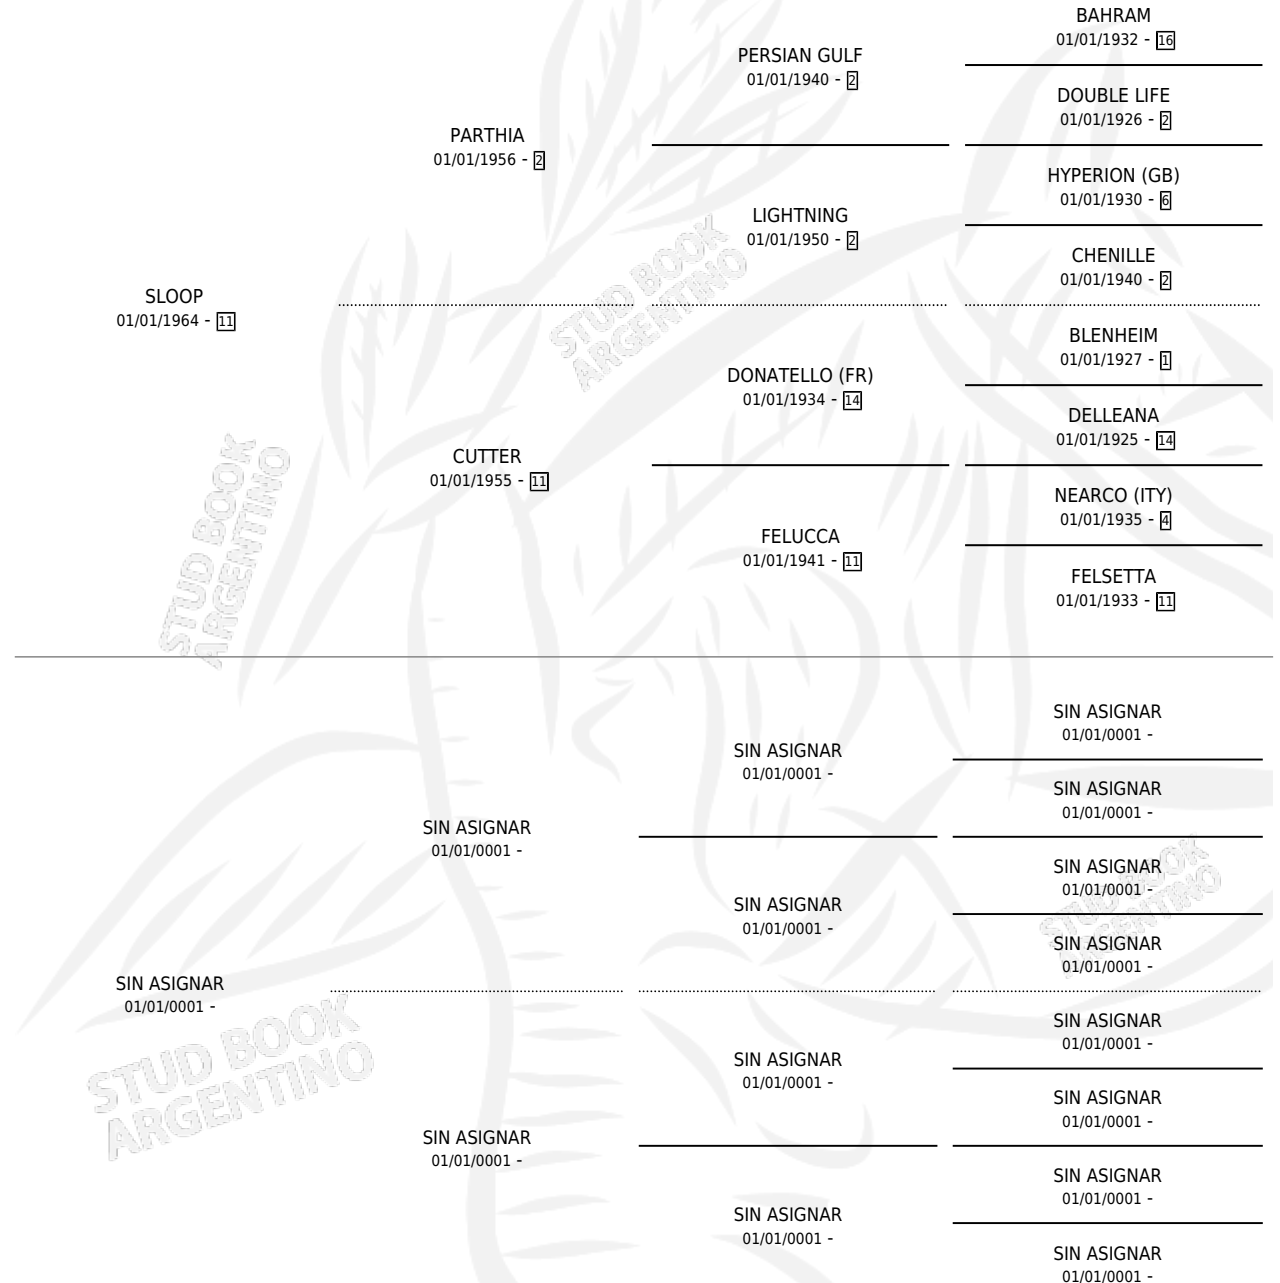 BAHRAM
01/01/1932 - 16
PERSIAN GULF
01/01/1940 - 2
DOUBLE LIFE
01/01/1926 - 2
PARTHIA
01/01/1956 - 2
HYPERION (GB)
01/01/1930 - 6
LIGHTNING
01/01/1950 - 2
CHENILLE
01/01/1940 - 2
SLOOP
01/01/1964 - 11
BLENHEIM
01/01/1927 - 1
DONATELLO (FR)
01/01/1934 - 14
DELLEANA
01/01/1925 - 14
CUTTER
01/01/1955 - 11
NEARCO (ITY)
01/01/1935 - 4
FELUCCA
01/01/1941 - 11
FELSETTA
01/01/1933 - 11
STUD BOOK
ARGENTINO
STUD BOOK
ARGENTINO
SIN ASIGNAR
01/01/0001 -
SIN ASIGNAR
01/01/0001 -
SIN ASIGNAR
01/01/0001 -
SIN ASIGNAR
01/01/0001 -
SIN ASIGNAR
01/01/0001 -
SIN ASIGNAR
01/01/0001 -
SIN ASIGNAR
01/01/0001 -
SIN ASIGNAR
01/01/0001 -
SIN ASIGNAR
01/01/0001 -
SIN ASIGNAR
01/01/0001 -
SIN ASIGNAR
01/01/0001 -
SIN ASIGNAR
01/01/0001 -
SIN ASIGNAR
01/01/0001 -
SIN ASIGNAR
01/01/0001 -
SIN ASIGNAR
01/01/0001 -
STUD BOOK
ARGENTINO
STUD BOOK
ARGENTINO